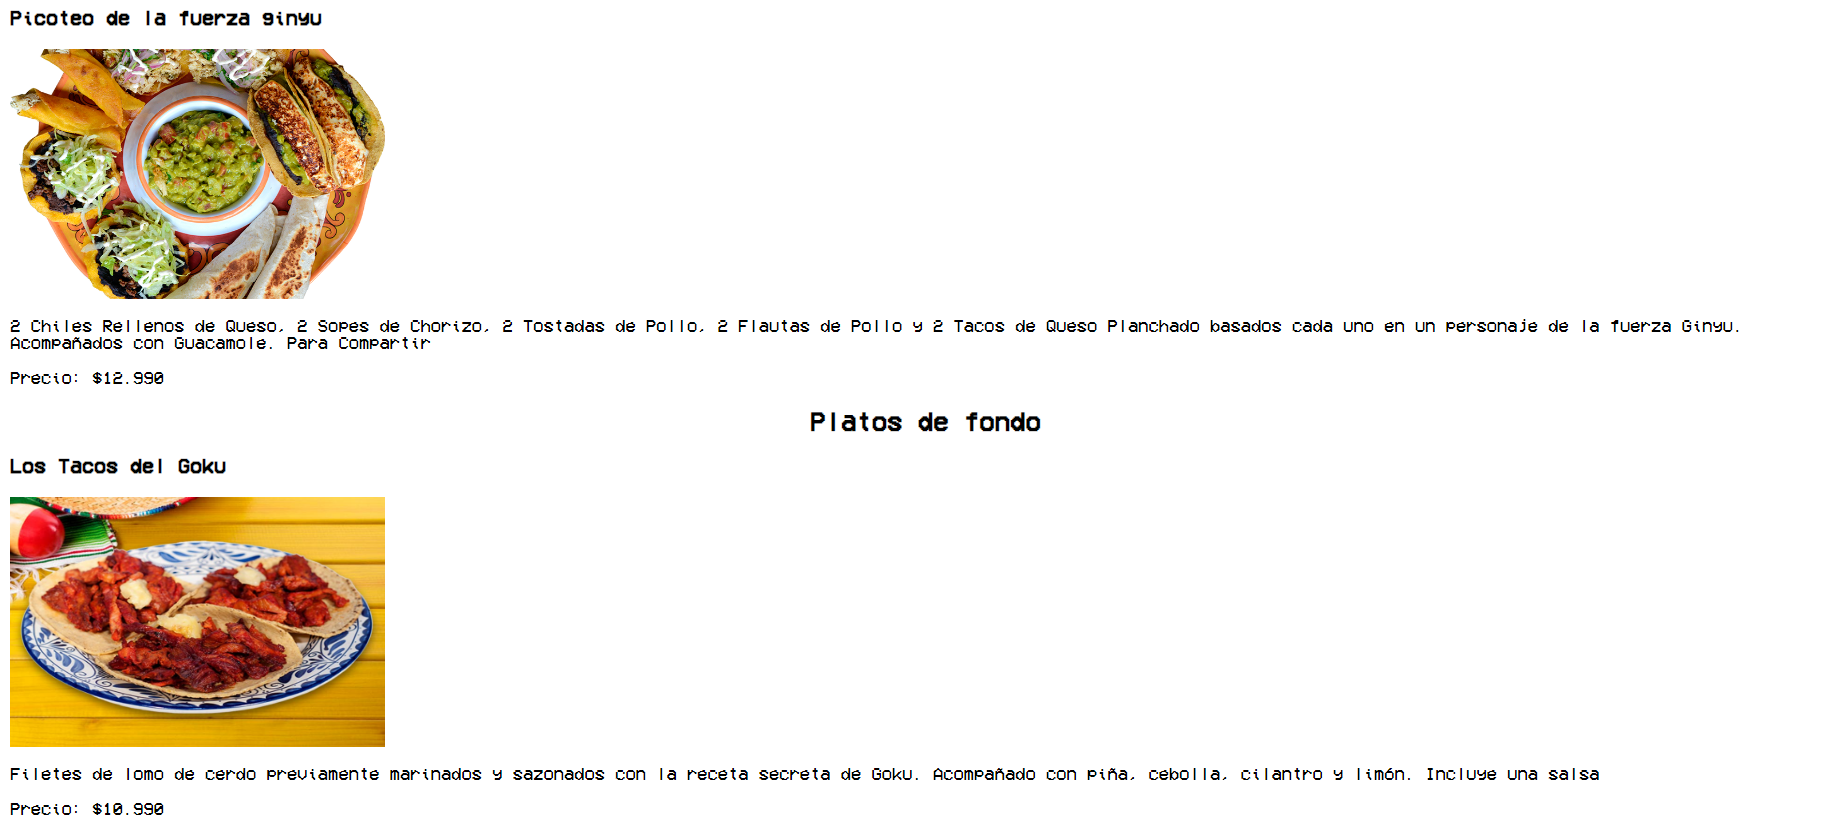 Picoteo de la fuerza ginyu
2 Chiles Rellenos de Queso, 2 Sopes de Chorizo, 2 Tostadas de Pollo, 2 Flautas de Pollo y 2 Tacos de Queso Planchado basados cada uno en un personaje de la fuerza Ginyu.
Acompañados con Guacamole. Para Compartir
Precio: $12.990
Platos de fondo
Los Tacos del Goku
Filetes de lomo de cerdo previamente marinados y sazonados con la receta secreta de Goku. Acompañado con piña, cebolla, cilantro y limón. Incluye una salsa
Precio: $10.990